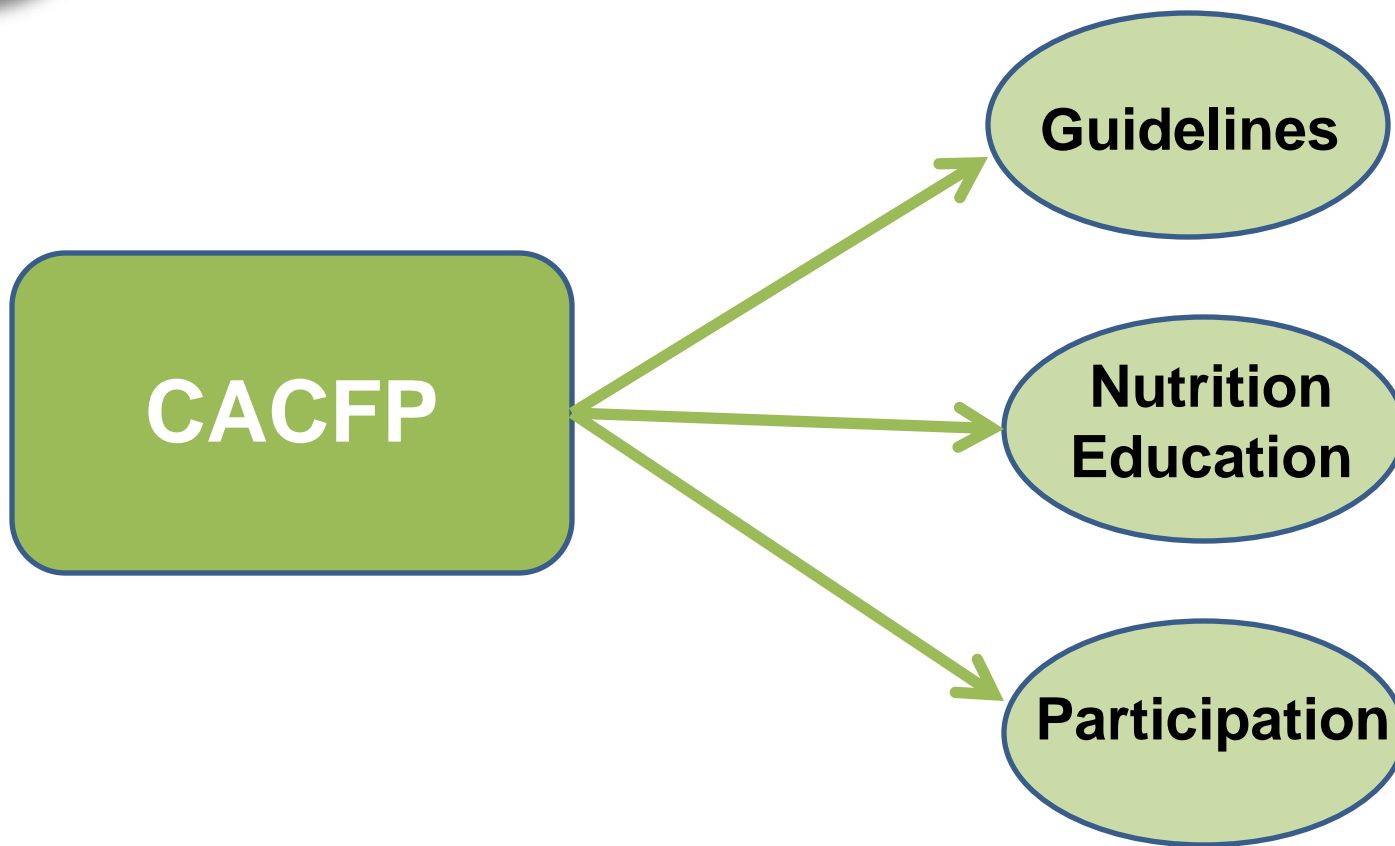 Guidelines
CACFP
Nutrition
Education
Participation